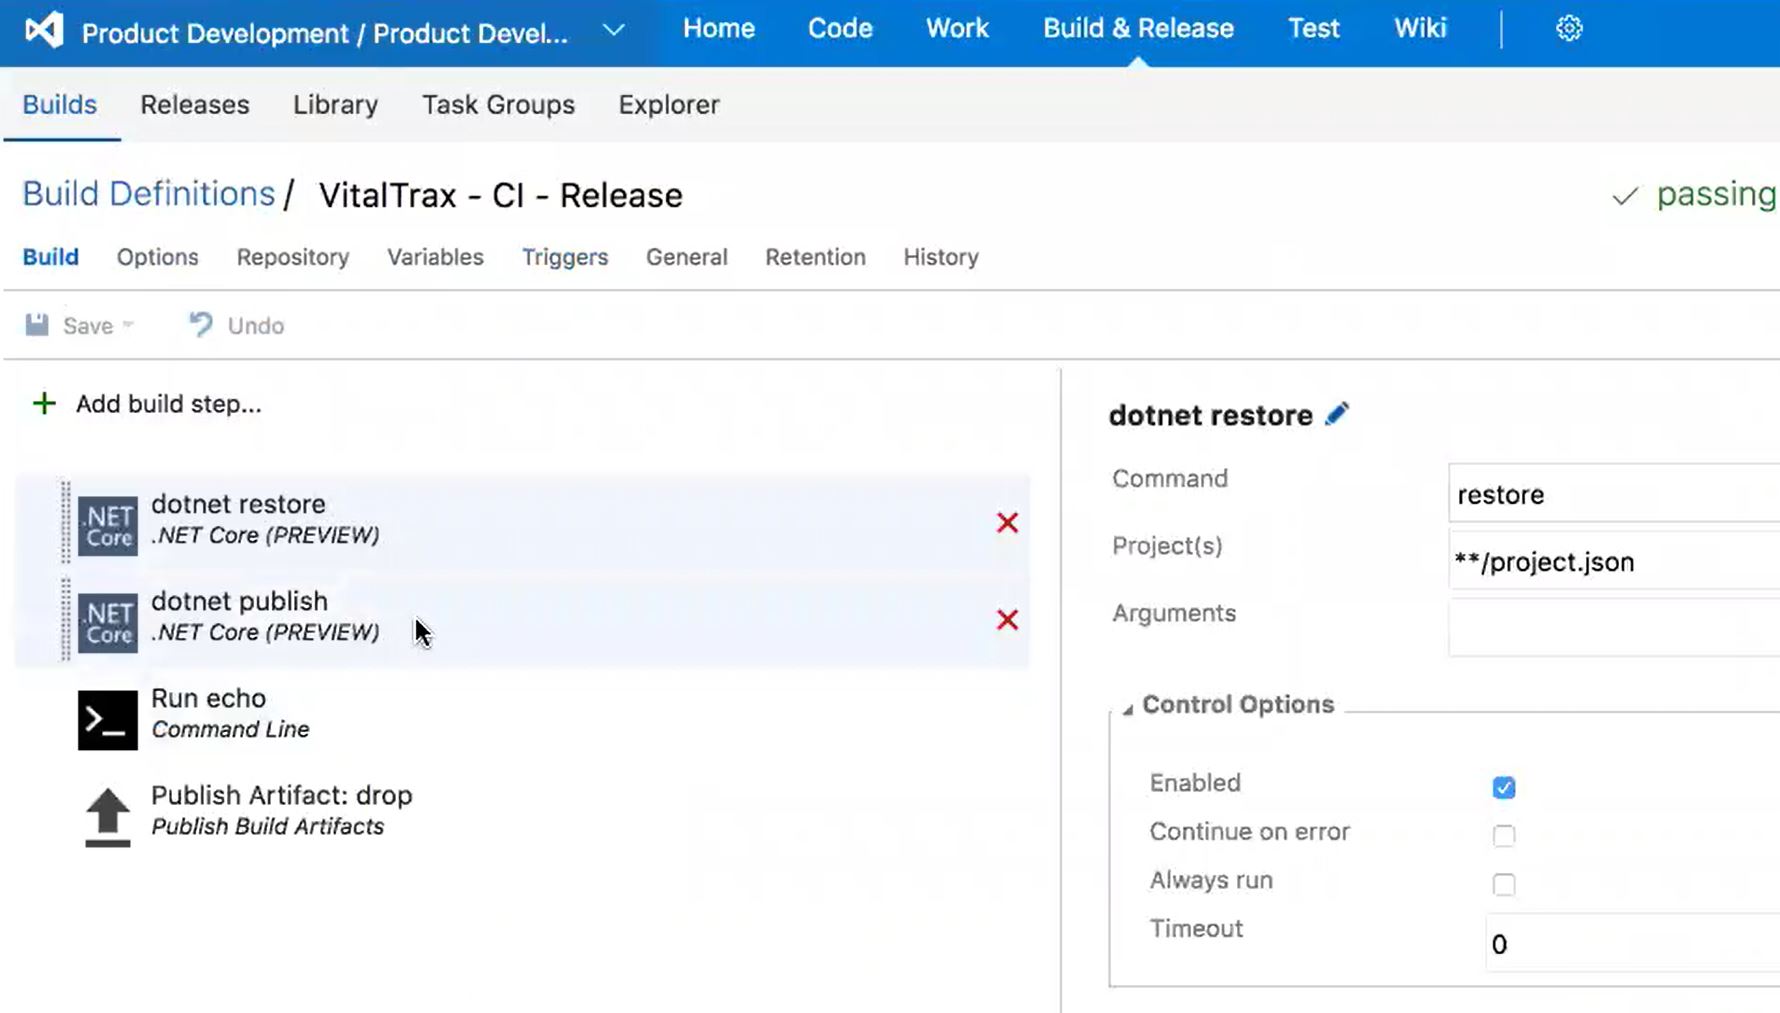 Product Development / Product Devel...
Home
Code
Work
Build & Release
Test
Wiki
Builds
Releases
Library
Task Groups
Explorer
Build Definitions / VitalTrax - CI - Release
passing
Build
Options
Repository
Variables
Triggers
General
Retention
History
Save
Undo
Add build step...
.NET Core
dotnet restore
.NET Core (PREVIEW)
.NET Core
dotnet publish
.NET Core (PREVIEW)
Run echo
Command Line
Publish Artifact: drop
Publish Build Artifacts
dotnet restore
Command
restore
Project(s)
**/project.json
Arguments
Control Options
Enabled
Continue on error
Always run
Timeout
0